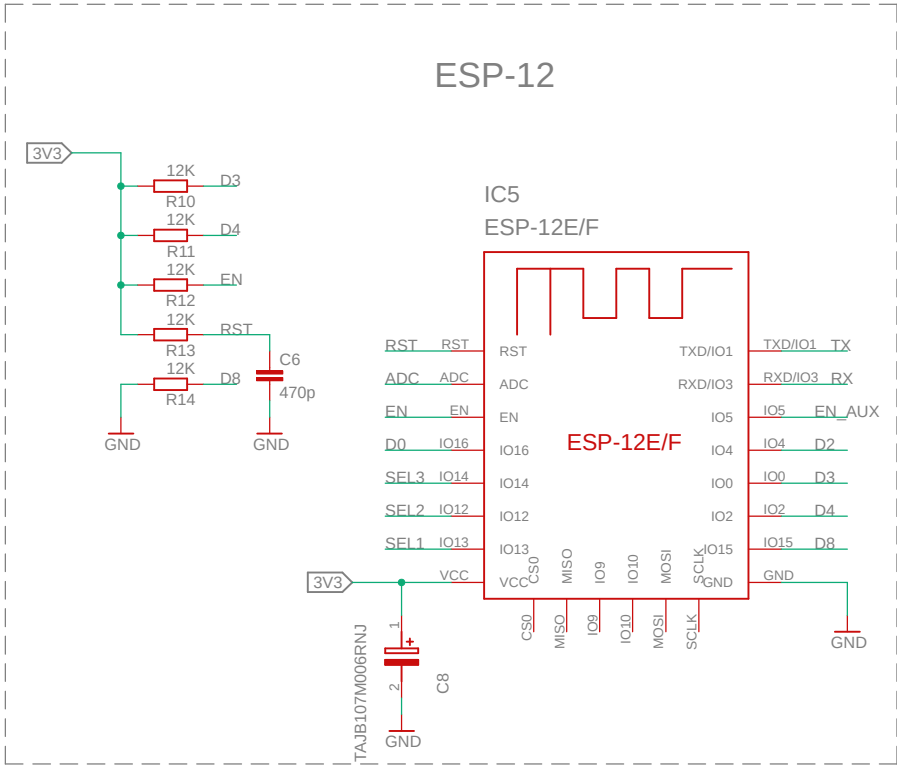 ESP-12
3V3
12K
D3
R10
12K
D4
R11
12K
EN
R12
12K
RST
R13
12K
D8
R14
C6
470p
GND
GND
IC5
ESP-12E/F
RST RST RST TXD/IO1 TXD/IO1 TX
ADC ADC ADC RXD/IO3 RXD/IO3 RX
EN EN EN IO5 IO5 EN_AUX
ESP-12E/F
D0 IO16 IO16 IO4 IO4 D2
SEL3 IO14 IO14 IO0 IO0 D3
SEL2 IO12 IO12 IO2 IO2 D4
SEL1 IO13 IO13 IO15 IO15 D8
3V3 VCC VCC GND GND
CS0 MISO IO9 IO10 MOSI SCLK
CS0 MISO IO9 IO10 MOSI SCLK
GND
1
+
2
C8
TAJB107M006RNJ
GND